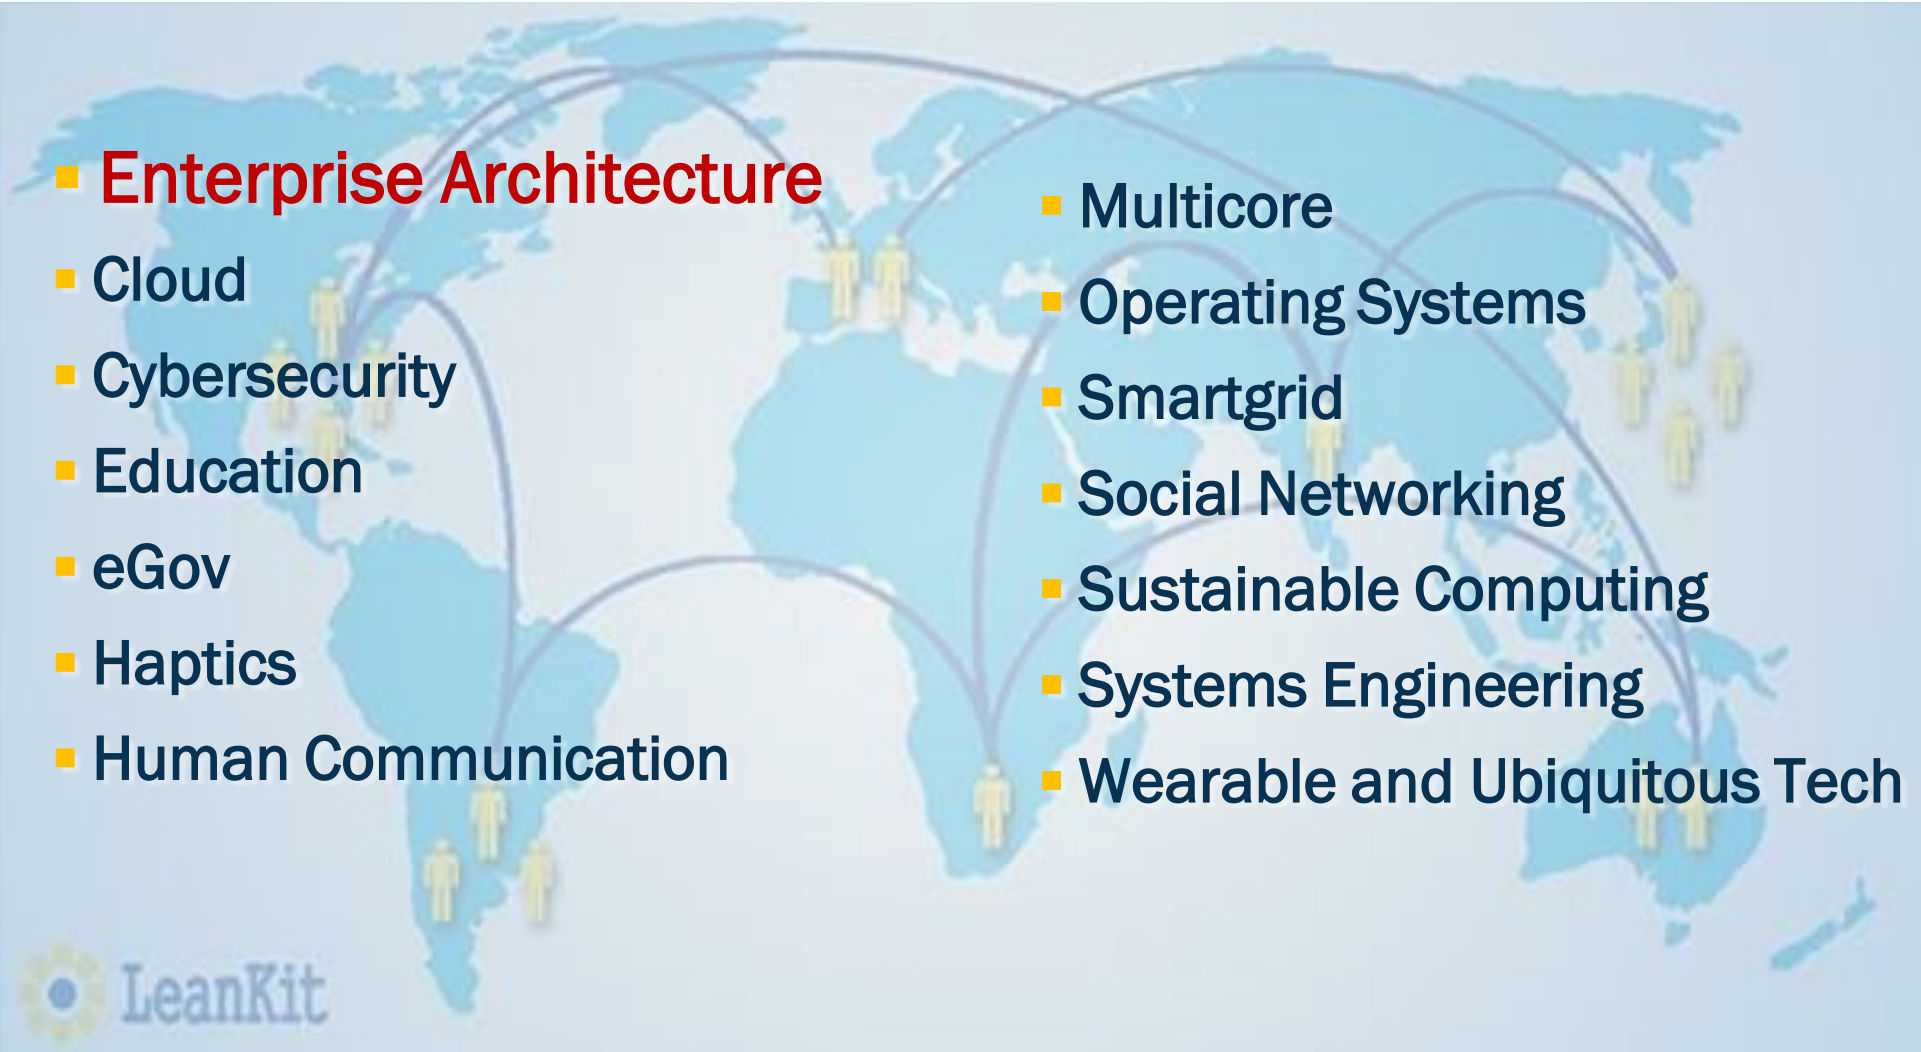 Enterprise Architecture
Cloud
Cybersecurity
Education
eGov
Haptics
Human Communication
Multicore
Operating Systems
Smartgrid
Social Networking
Sustainable Computing
Systems Engineering
Wearable and Ubiquitous Tech
LeanKit